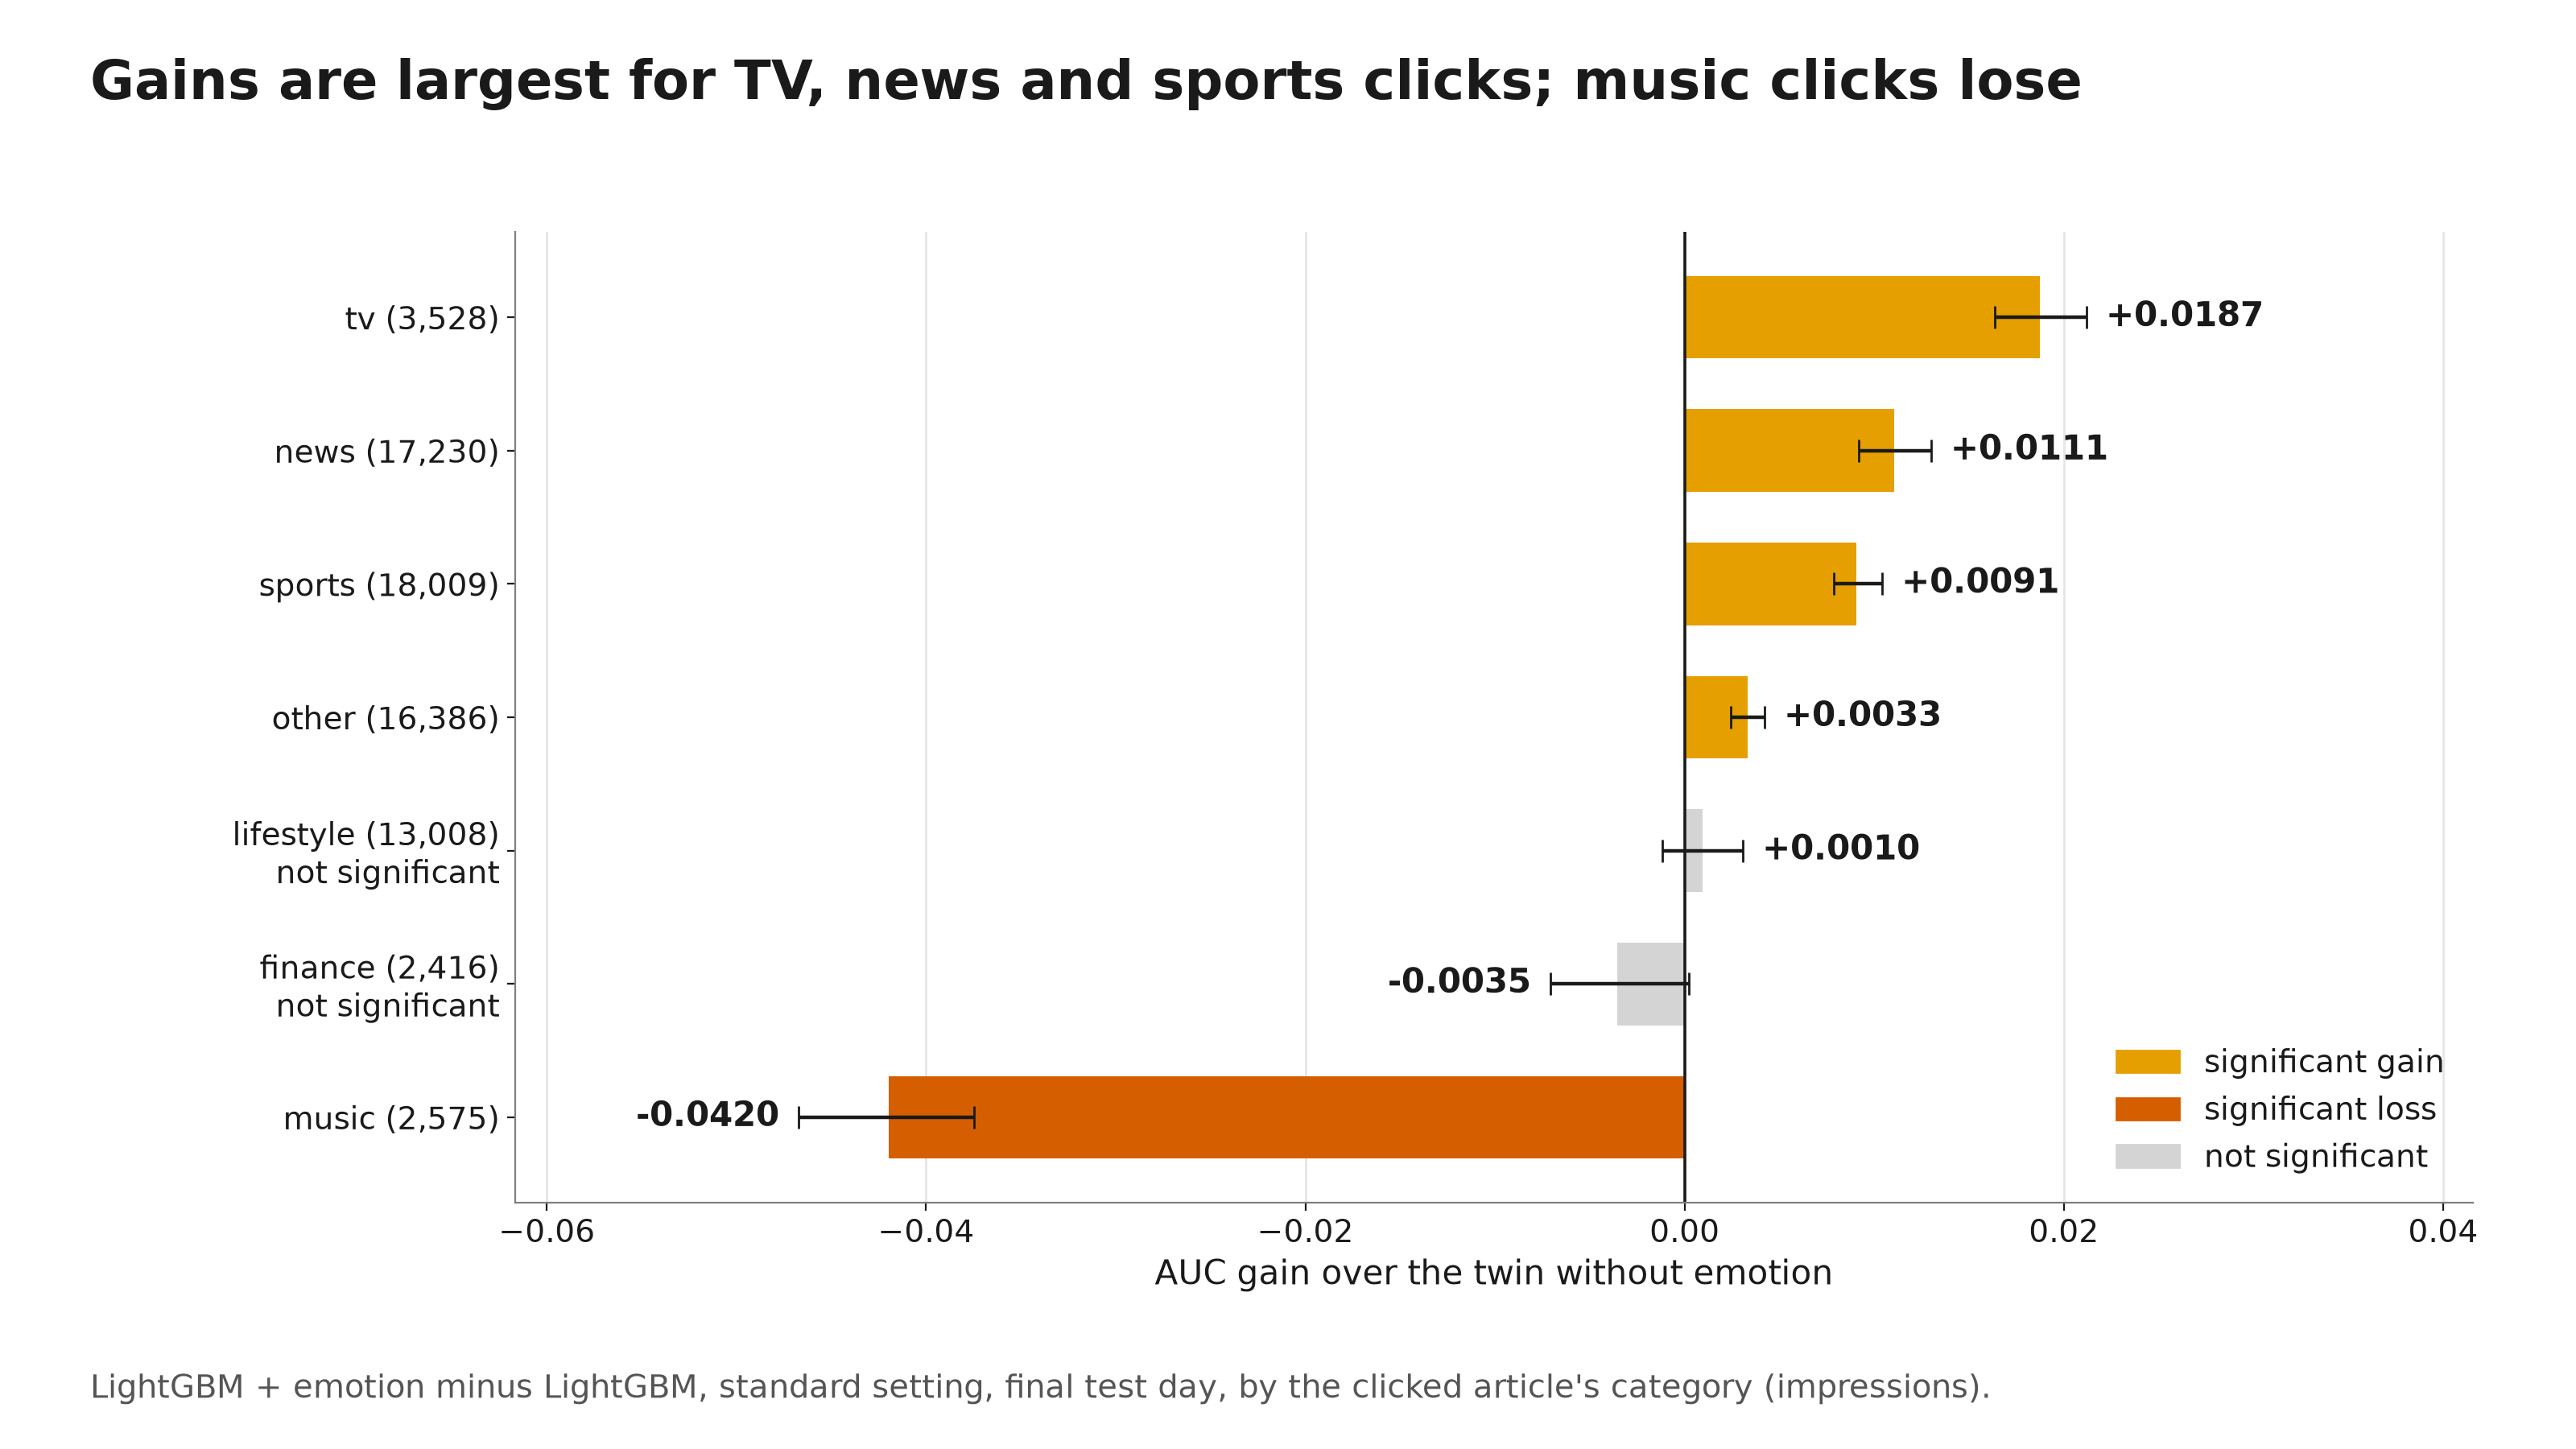 Gains are largest for TV, news and sports clicks; music clicks lose
tv (3,528)
+0.0187
news (17,230)
+0.0111
sports (18,009)
+0.0091
other (16,386)
+0.0033
lifestyle (13,008)
not significant
+0.0010
finance (2,416)
not significant
-0.0035
music (2,575)
-0.0420
significant gain
significant loss
not significant
−0.06 −0.04 −0.02 0.00 0.02 0.04
AUC gain over the twin without emotion
LightGBM + emotion minus LightGBM, standard setting, final test day, by the clicked article's category (impressions).